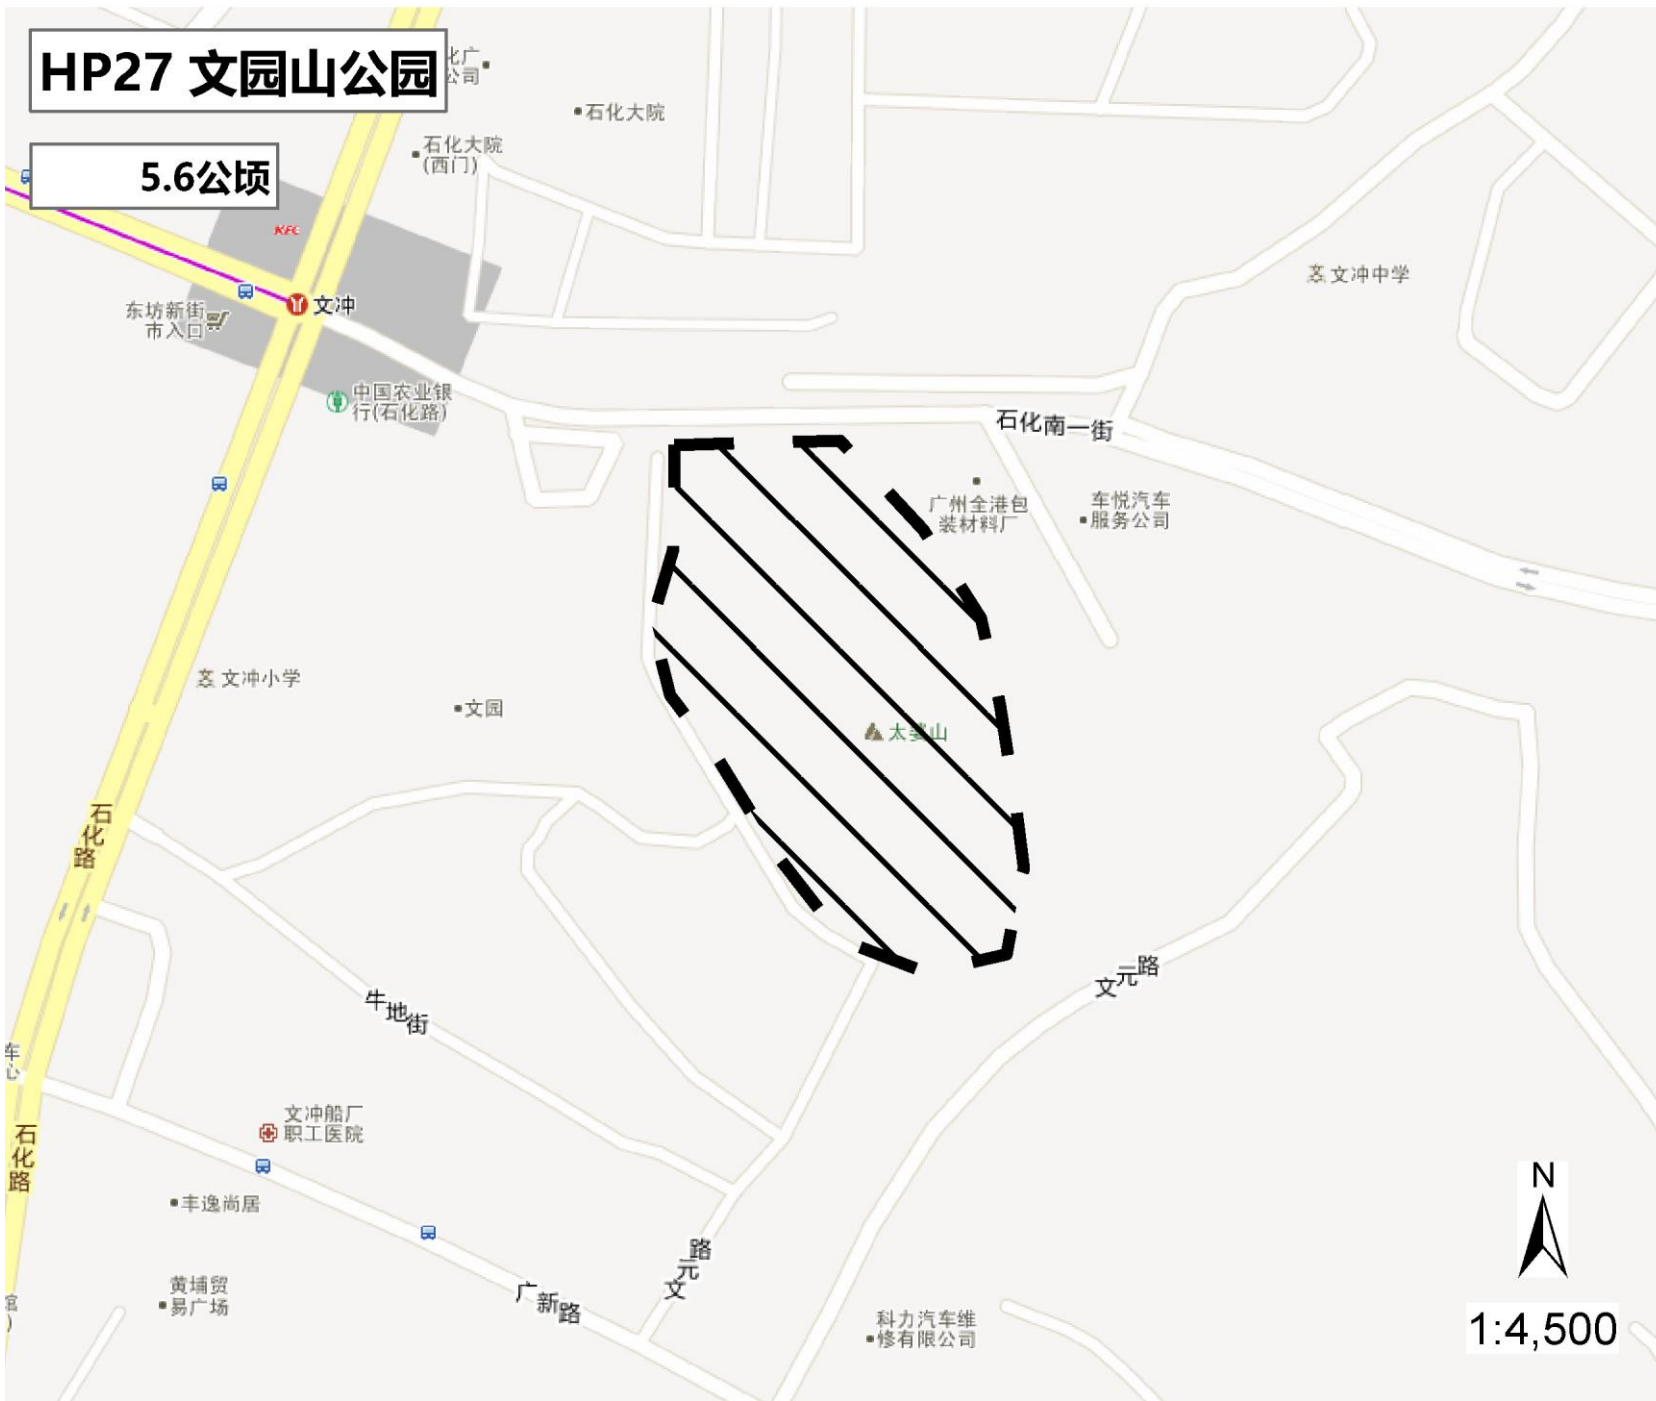 HP27 文园山公园
化广
公司
石化大院
5.6公顷
石化大院
(西门)
KFC
文冲中学
东坊新街
市入口
文冲
中国农业银
行(石化路)
石化南一街
广州全港包
装材料厂
车悦汽车
服务公司
文冲小学
文园
太婆山
石化路
文元路
牛地街
车
心
文冲船厂
职工医院
石化路
丰逸尚居
N
文元路
黄埔贸
易广场
广新路
科力汽车维
修有限公司
1:4,500